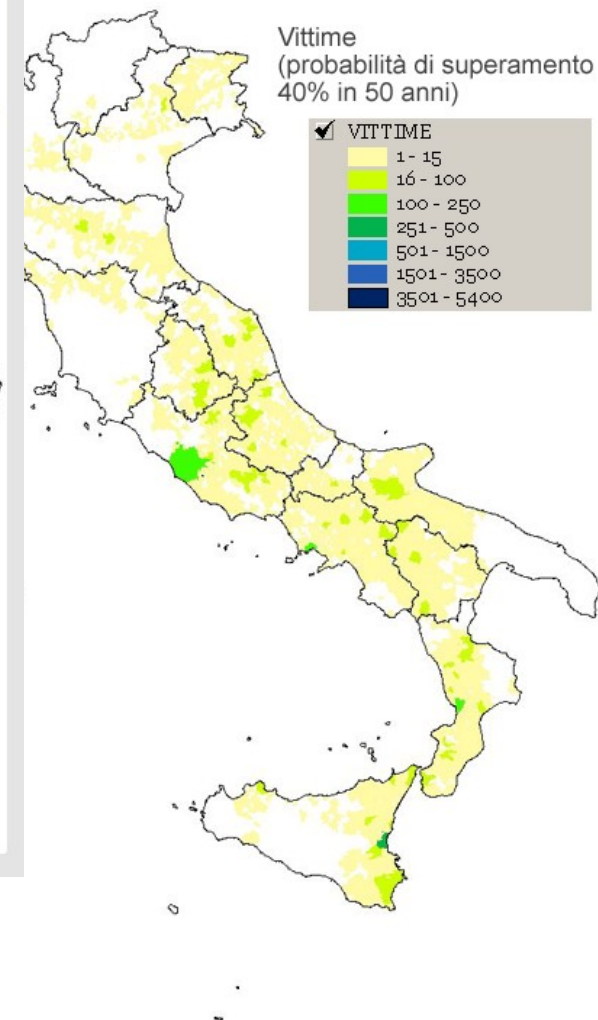 Vittime
(probabilità di superamento
40% in 50 anni)
VITTIME
1 - 15
16 - 100
100 - 250
251 - 500
501 - 1500
1501 - 3500
3501 - 5400